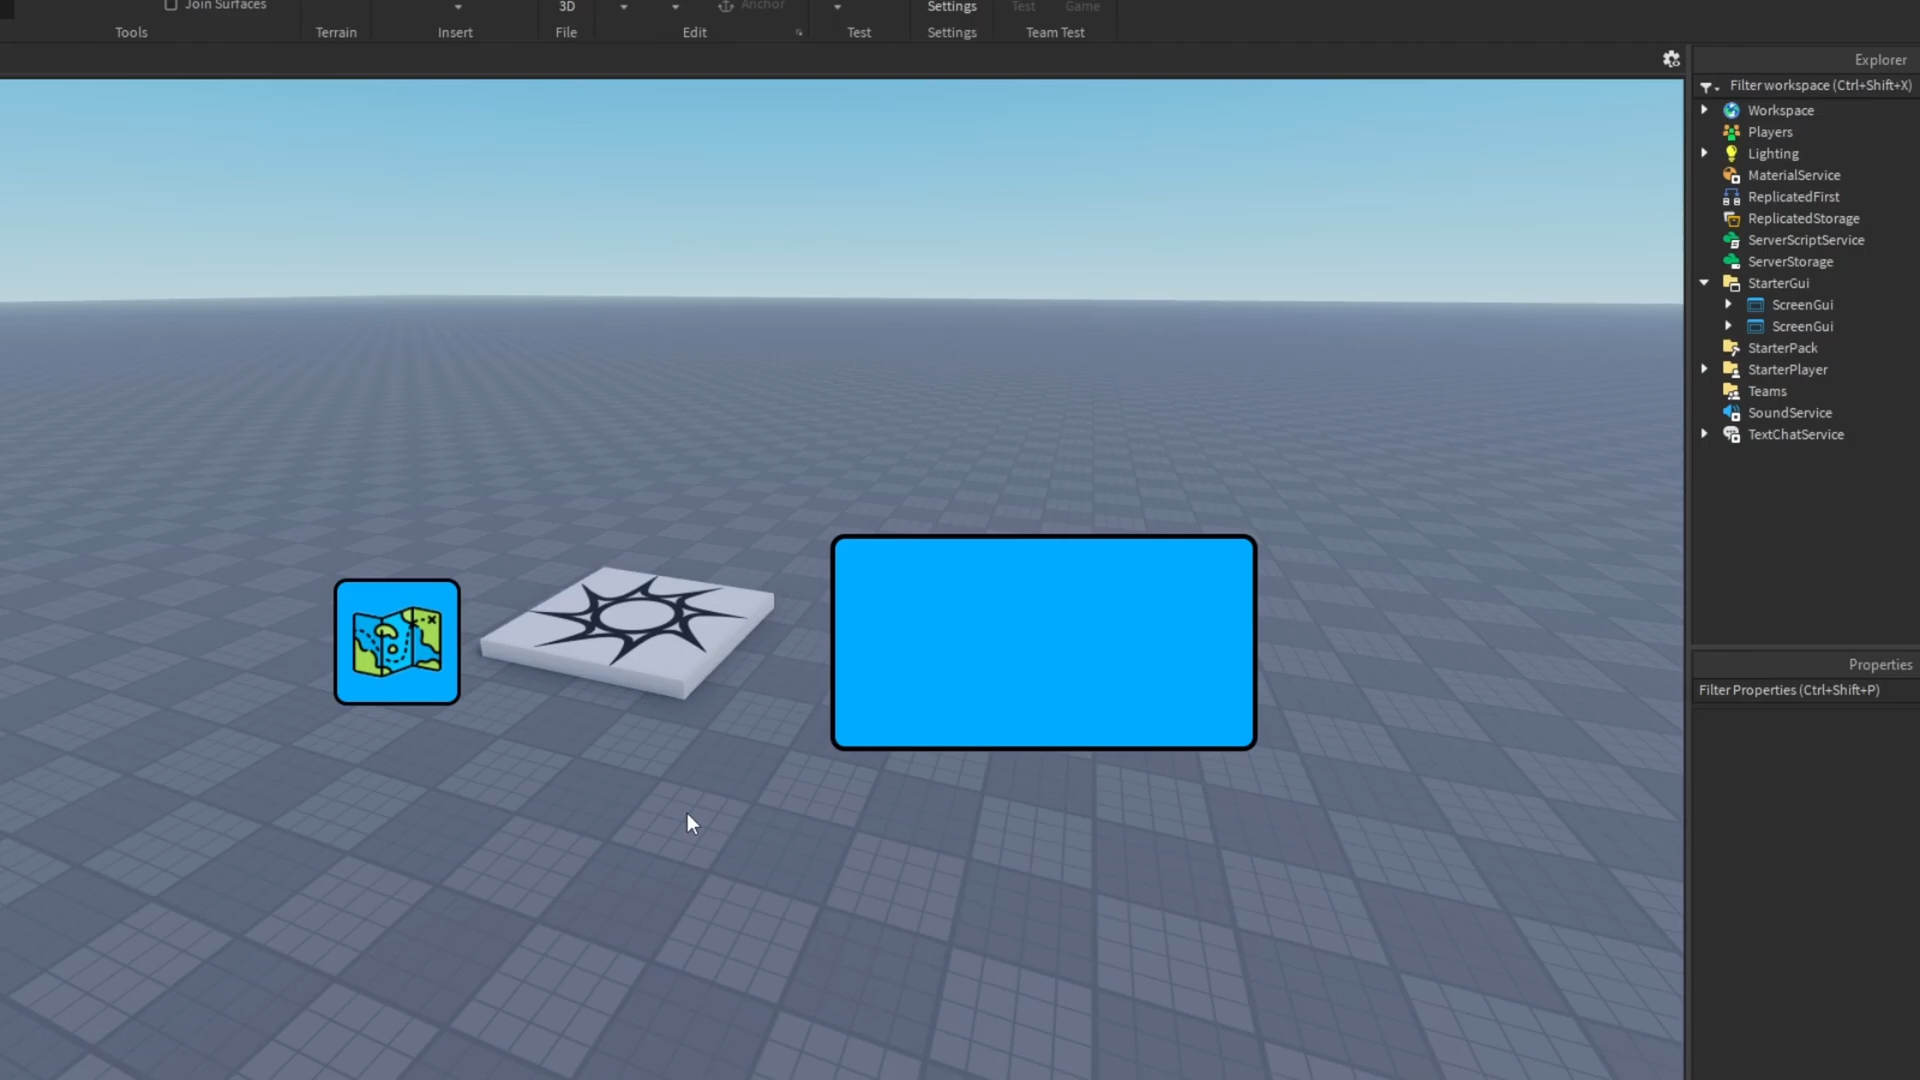 Join Surfaces
3D
Anchor
Settings
Test
Game
Tools
Terrain
Insert
File
Edit
Test
Settings
Team Test
Explorer
Filter workspace (Ctrl+Shift+X)
Workspace
Players
Lighting
MaterialService
ReplicatedFirst
ReplicatedStorage
ServerScriptService
ServerStorage
StarterGui
ScreenGui
ScreenGui
StarterPack
StarterPlayer
Teams
SoundService
TextChatService
Properties
Filter Properties (Ctrl+Shift+P)